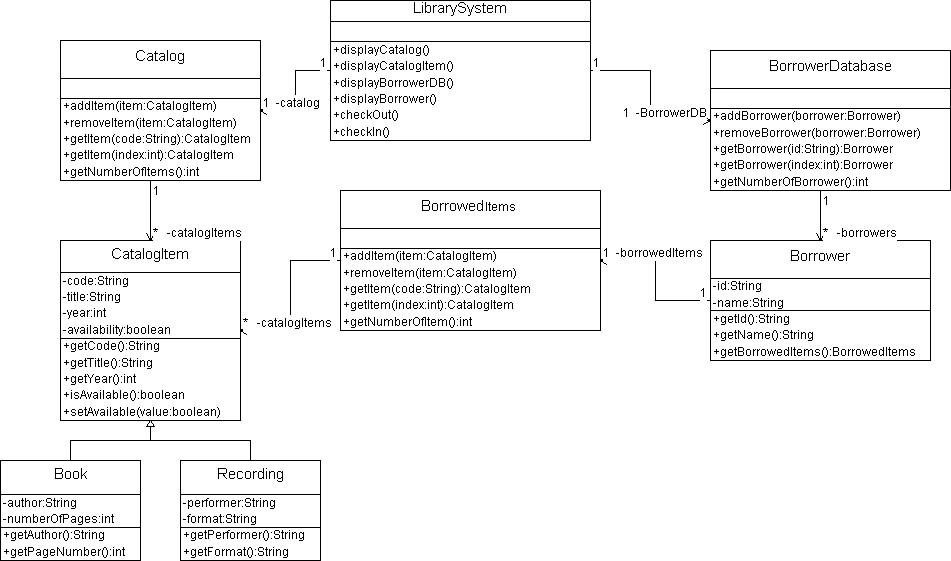 LibrarySystem
+displayCatalog()
+displayCatalogItem()
+displayBorrowerDB()
+displayBorrower()
+checkOut()
+checkIn()
1
1 -catalog
1
1 -BorrowerDB
Catalog
+addItem(item:CatalogItem)
+removeItem(item:CatalogItem)
+getItem(code:String):CatalogItem
+getItem(index:int):CatalogItem
+getNumberOfItems():int
1
* -catalogItems
BorrowerDatabase
+addBorrower(borrower:Borrower)
+removeBorrower(borrower:Borrower)
+getBorrower(id:String):Borrower
+getBorrower(index:int):Borrower
+getNumberOfBorrower():int
1
* -borrowers
BorrowedItems
+addItem(item:CatalogItem)
+removeItem(item:CatalogItem)
+getItem(code:String):CatalogItem
+getItem(index:int):CatalogItem
+getNumberOfItem():int
1
* -catalogItems
1 -borrowedItems
1
CatalogItem
-code:String
-title:String
-year:int
-availability:boolean
+getCode():String
+getTitle():String
+getYear():int
+isAvailable():boolean
+setAvailable(value:boolean)
Borrower
-id:String
-name:String
+getId():String
+getName():String
+getBorrowedItems():BorrowedItems
Book
-author:String
-numberOfPages:int
+getAuthor():String
+getPageNumber():int
Recording
-performer:String
-format:String
+getPerformer():String
+getFormat():String